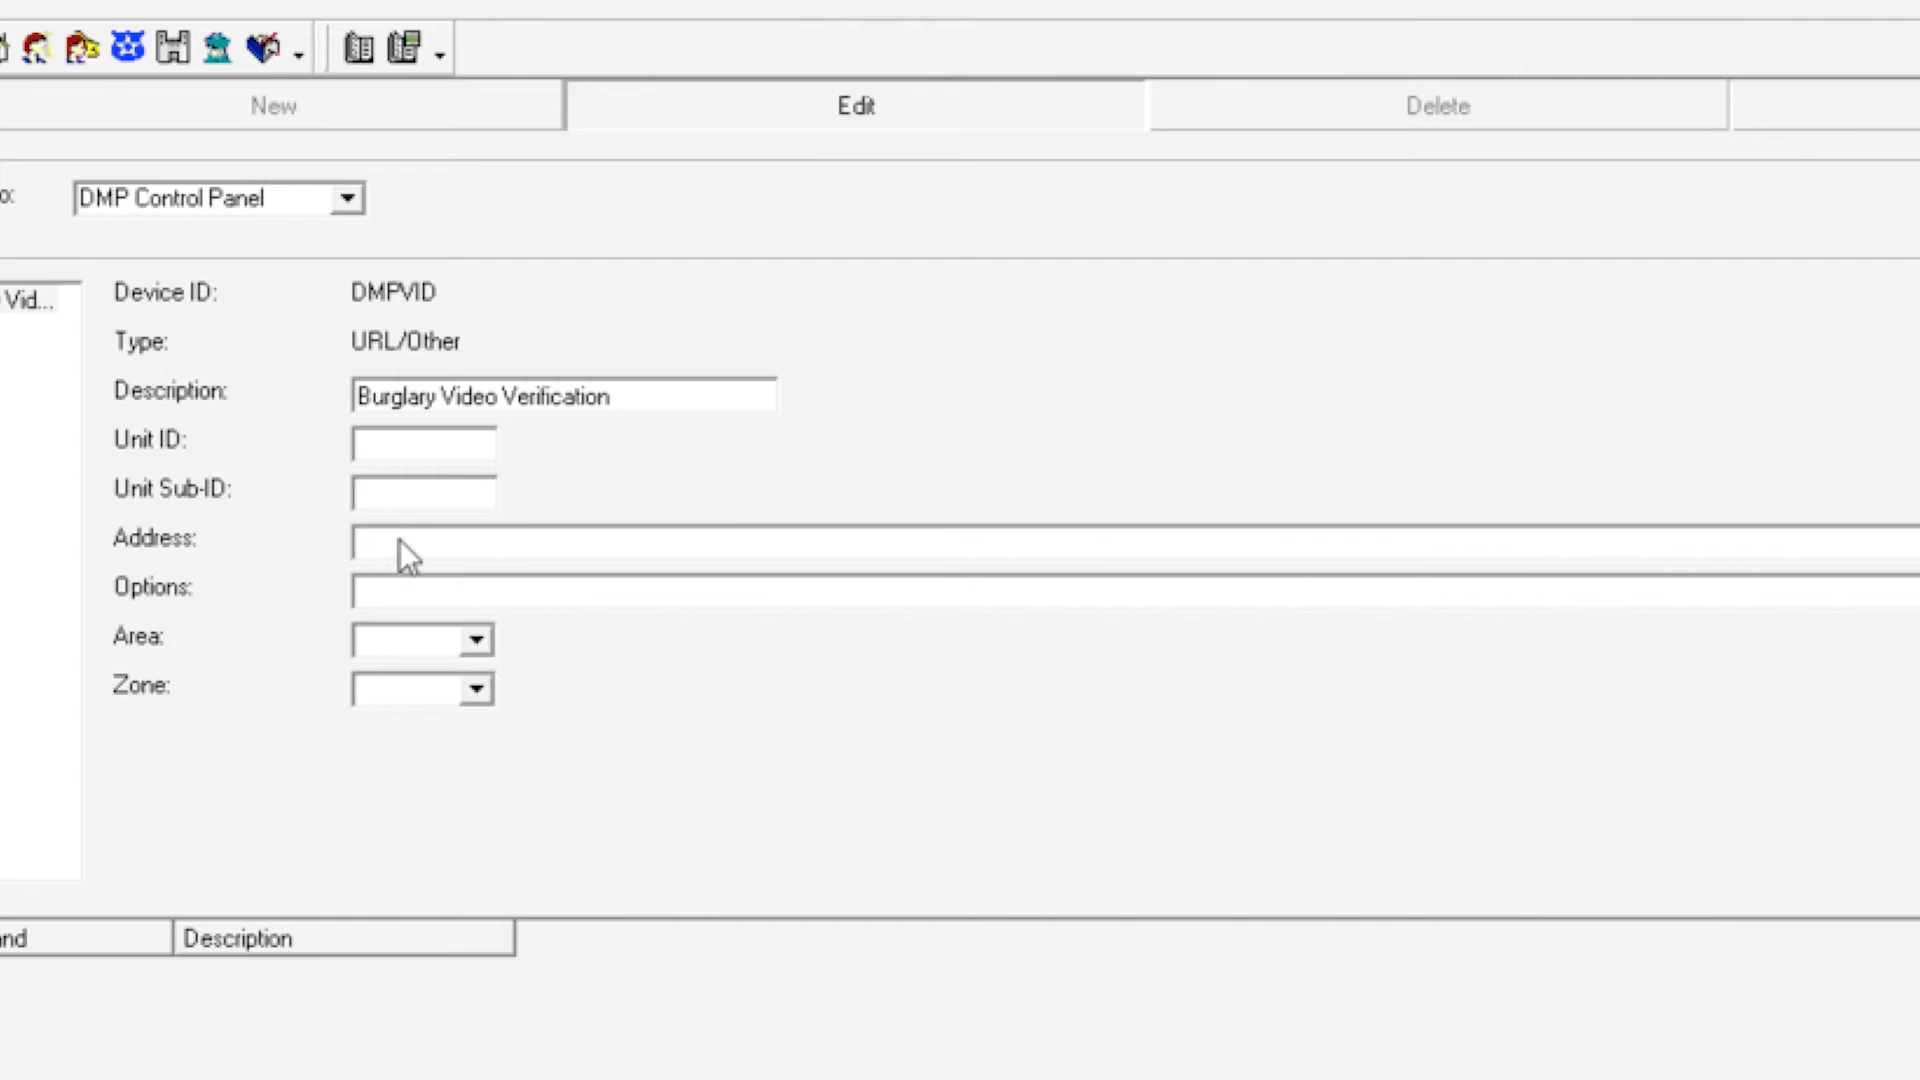 New Edit Delete
o: DMP Control Panel
Vid...
Device ID: DMPVID
Type: URL/Other
Description: Burglary Video Verification
Unit ID:
Unit Sub-ID:
Address:
Options:
Area:
Zone:
nd Description